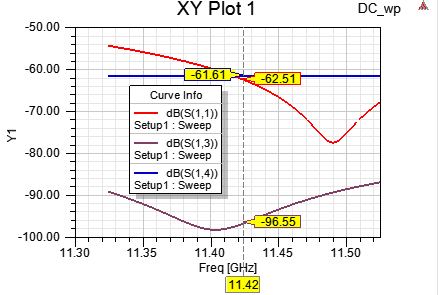 XY Plot 1
DC_wp
-50.00
-60.00
-70.00
-80.00
-90.00
-100.00
Y1
-61.61
-62.51
-96.55
Curve Info
dB(S(1,1))
Setup1 : Sweep
dB(S(1,3))
Setup1 : Sweep
dB(S(1,4))
Setup1 : Sweep
11.30
11.35
11.40
11.45
11.50
Freq [GHz]
11.42